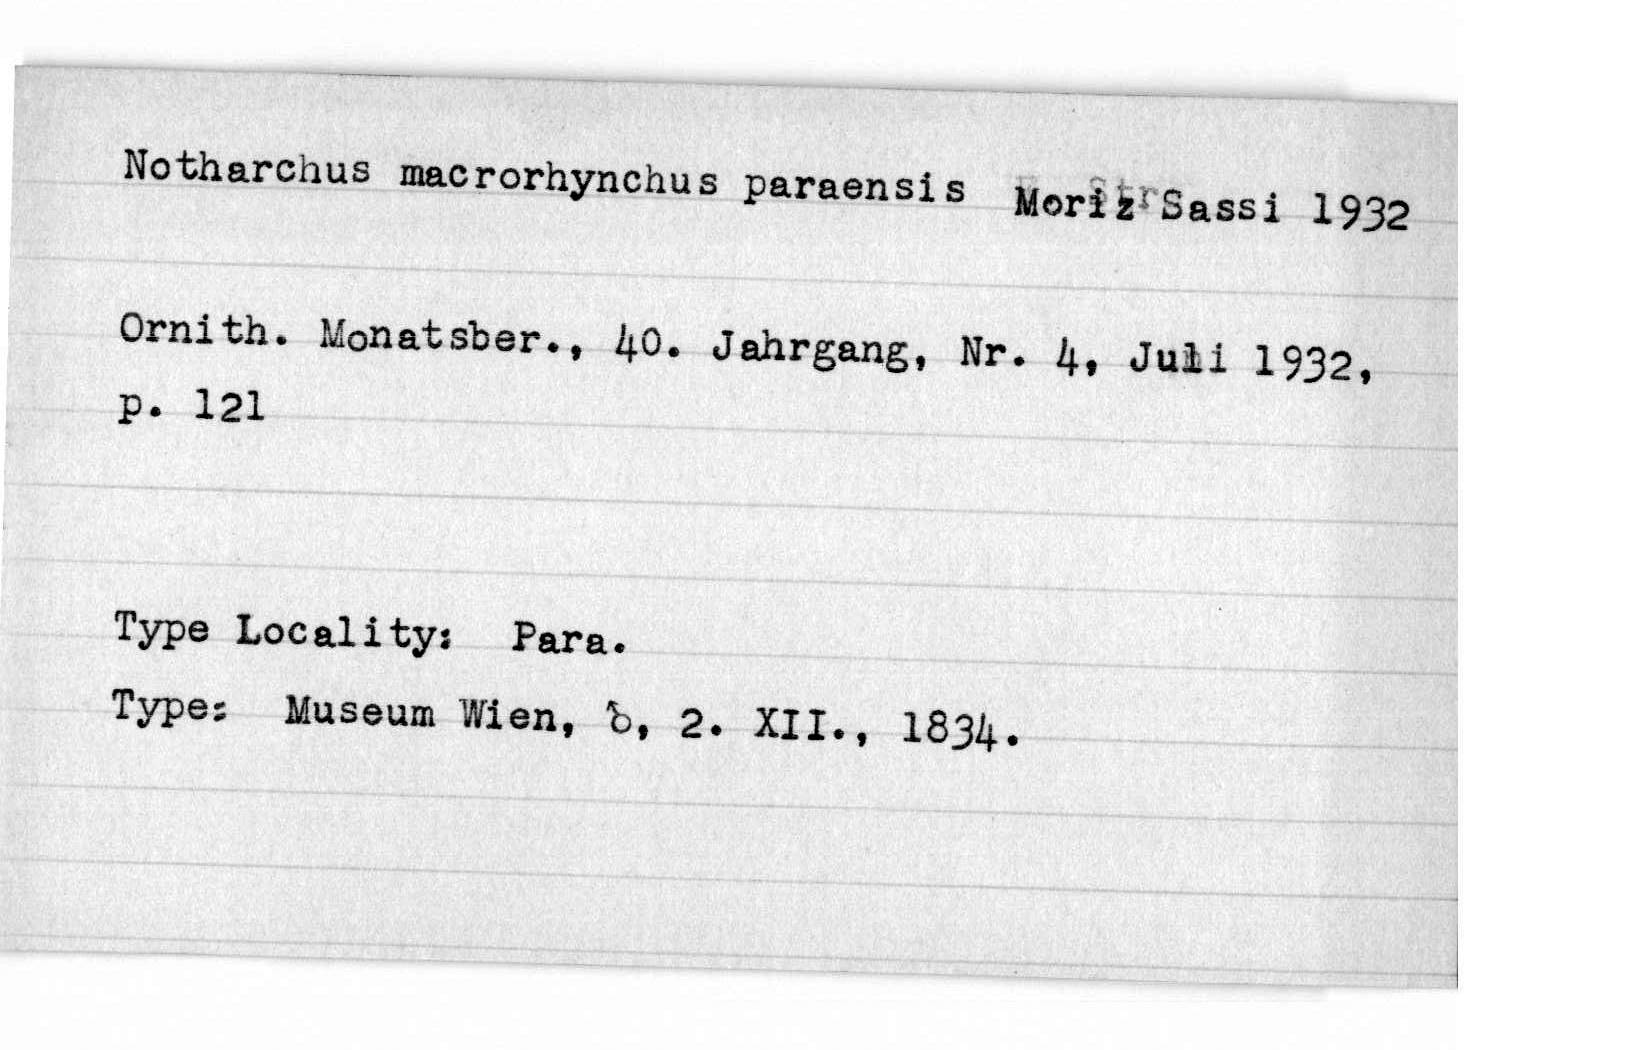 Notharchus macrorhynchus paraensis Moriz Sassi 1932
Ornith. Monatsber., 40. Jahrgang, Nr. 4, Juli 1932,
p. 121
Type Locality: Para.
Type: Museum Wien, ♂, 2. XII., 1834.